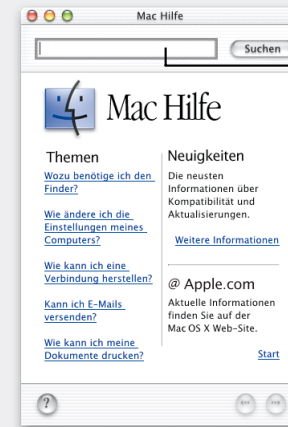 Mac Hilfe
Suchen
Mac Hilfe
Themen
Wozu benötige ich den
Finder?
Wie ändere ich die
Einstellungen meines
Computers?
Wie kann ich eine
Verbindung herstellen?
Kann ich E-Mails
versenden?
Wie kann ich meine
Dokumente drucken?
Neuigkeiten
Die neusten
Informationen über
Kompatibilität und
Aktualisierungen.
Weitere Informationen
@ Apple.com
Aktuelle Informationen
finden Sie auf der
Mac OS X Web-Site.
Start
?